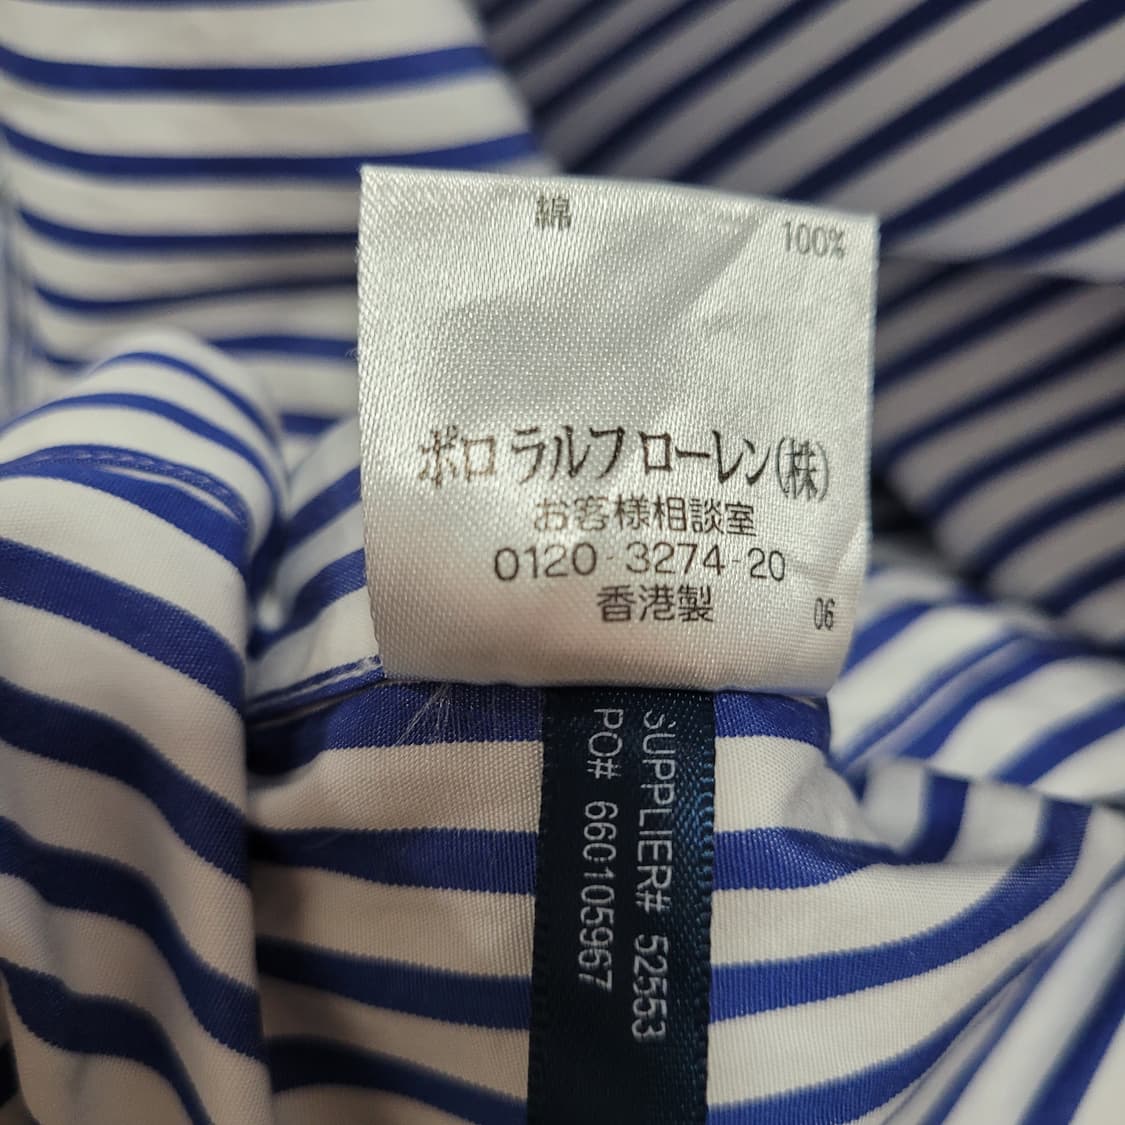 綿 100%
ポロ ラルフ ローレン(株)
お客様相談室
0120-3274-20
香港製 06
SUPPLIER# 52553
PO# 660105967